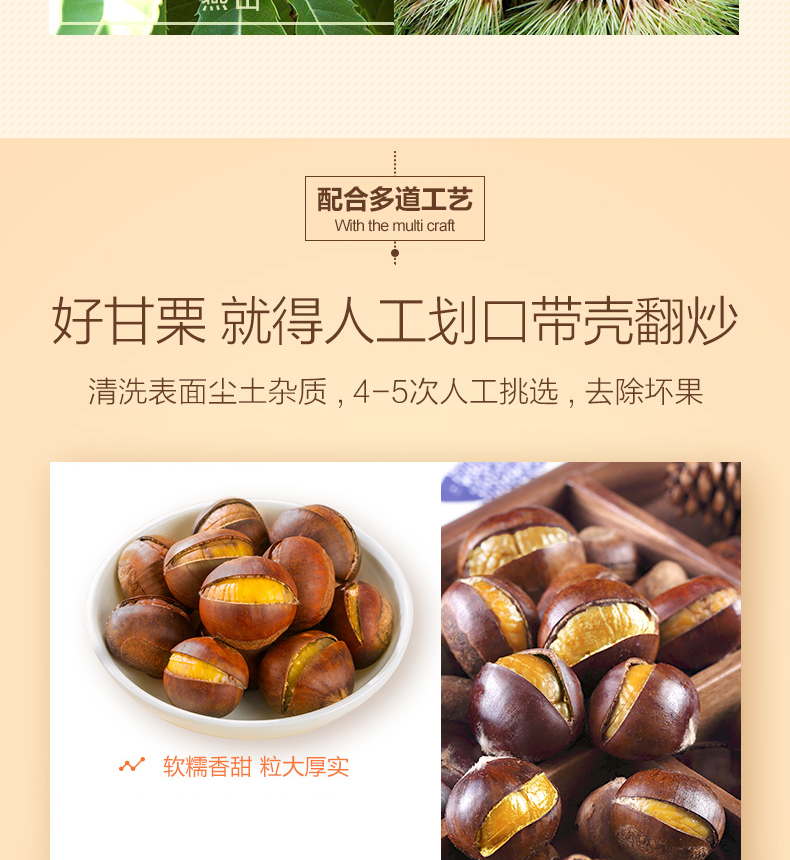 燕山
配合多道工艺
With the multi craft
好甘栗 就得人工划口带壳翻炒
清洗表面尘土杂质，4-5次人工挑选，去除坏果
软糯香甜 粒大厚实